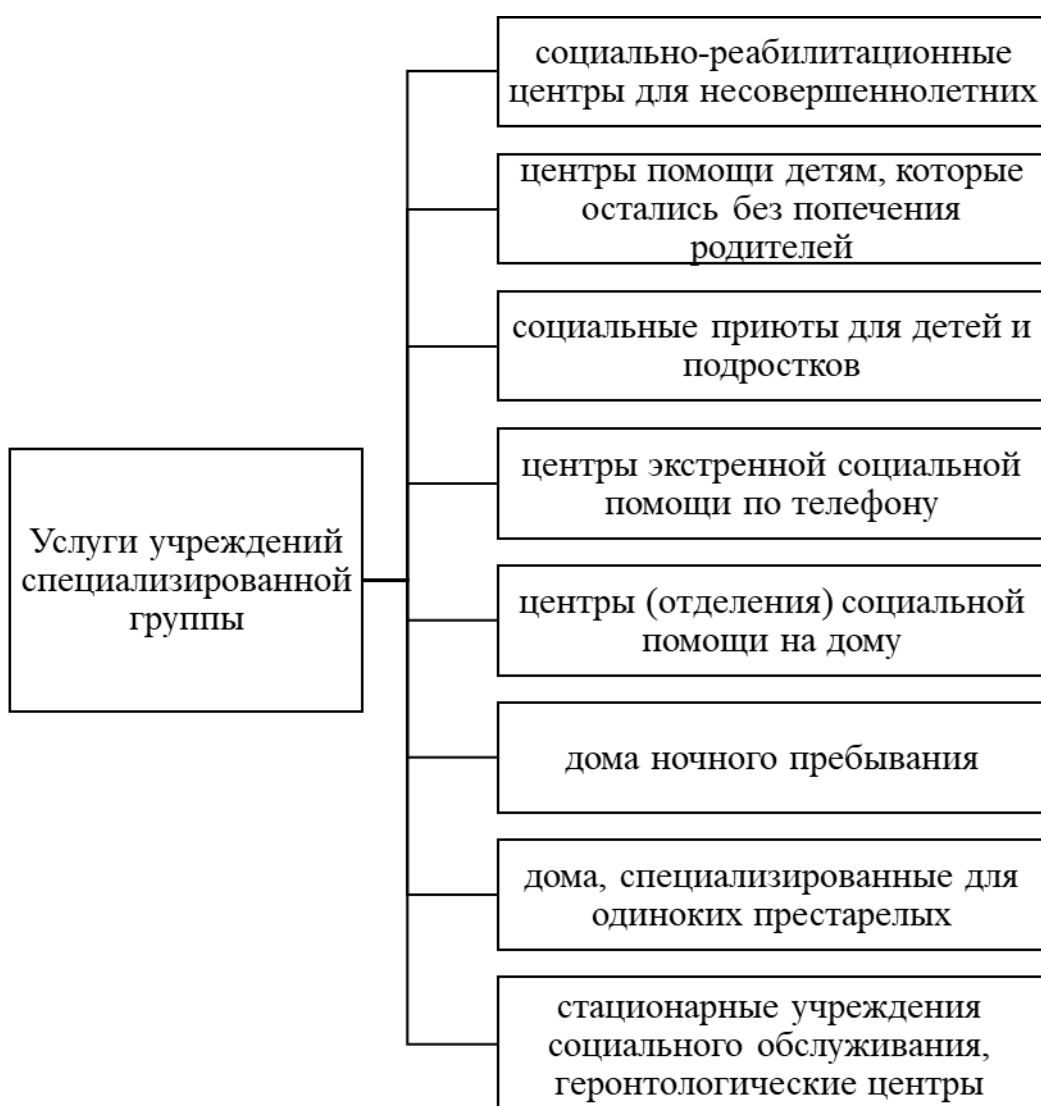 социально-реабилитационные
центры для несовершеннолетних
центры помощи детям, которые
остались без попечения
родителей
социальные приюты для детей и
подростков
центры экстренной социальной
помощи по телефону
Услуги учреждений
специализированной
группы
центры (отделения) социальной
помощи на дому
дома ночного пребывания
дома, специализированные для
одиноких престарелых
стационарные учреждения
социального обслуживания,
геронтологические центры